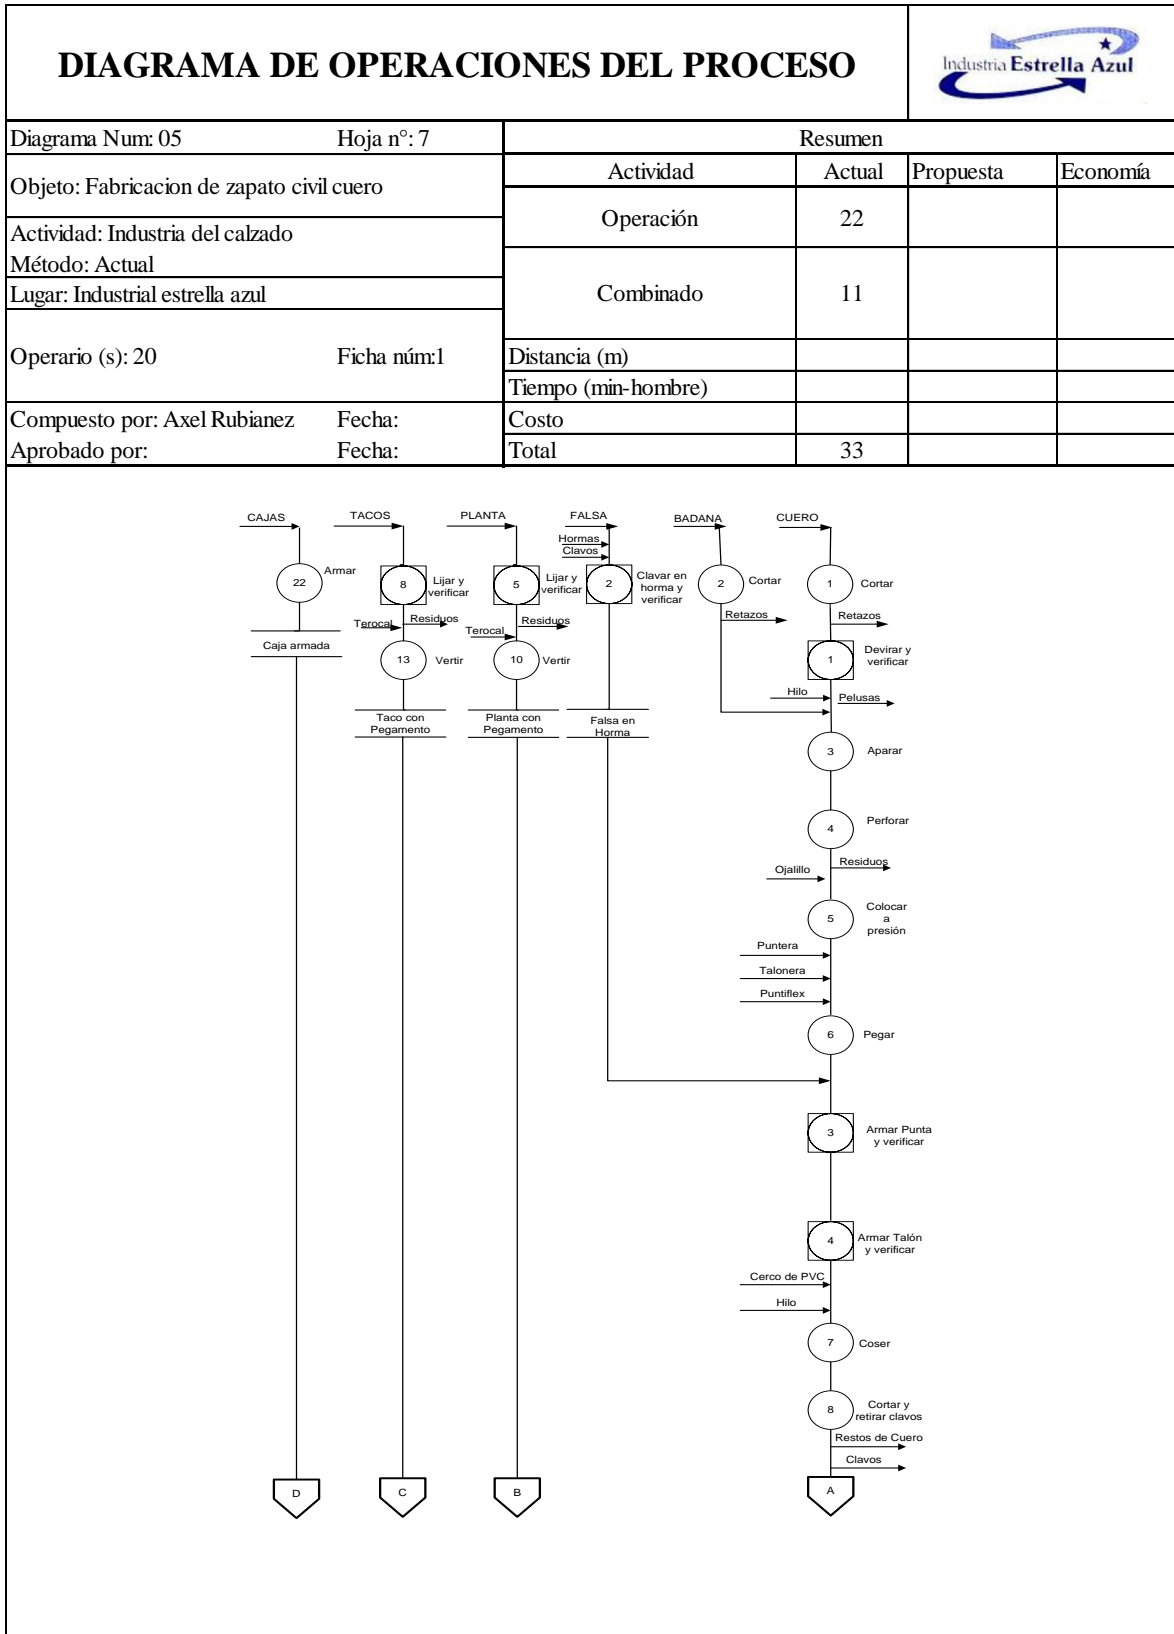 DIAGRAMA DE OPERACIONES DEL PROCESO
Industria Estrella Azul
Diagrama Num: 05 Hoja n°: 7
Resumen
Objeto: Fabricacion de zapato civil cuero
Actividad Actual Propuesta Economía
Operación 22
Actividad: Industria del calzado
Método: Actual
Lugar: Industrial estrella azul
Combinado 11
Operario (s): 20 Ficha núm:1
Distancia (m)
Tiempo (min-hombre)
Compuesto por: Axel Rubianez Fecha:
Costo
Aprobado por: Fecha:
Total 33
CAJAS
22
Armar
Caja armada
D
TACOS
8
Lijar y
verificar
Terocal
Residuos
13
Vertir
Taco con
Pegamento
C
PLANTA
5
Lijar y
verificar
Terocal
Residuos
10
Vertir
Planta con
Pegamento
B
FALSA
Hormas
Clavos
2
Clavar en
horma y
verificar
Falsa en
Horma
BADANA
2
Cortar
Retazos
CUERO
1
Cortar
Retazos
1
Devirar y
verificar
Hilo
Pelusas
3
Aparar
4
Perforar
Ojalillo
Residuos
5
Colocar
a
presión
Puntera
Talonera
Puntiflex
6
Pegar
3
Armar Punta
y verificar
4
Armar Talón
y verificar
Cerco de PVC
Hilo
7
Coser
8
Cortar y
retirar clavos
Restos de Cuero
Clavos
A